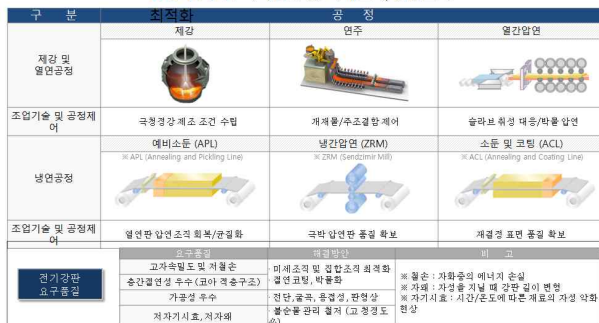 구 분
최적화
공 정
제강
연주
열간압연
제강 및
열연공정
조업기술 및 공정제
어
극청정강 제조 조건 수립
개재물/주조결함 제어
슬라브 취성 대응/박물 압연
예비소둔 (APL)
냉간압연 (ZRM)
소둔 및 코팅 (ACL)
※ APL (Annealing and Pickling Line)
※ ZRM (Sendzimir Mill)
※ ACL (Annealing and Coating Line)
냉연공정
조업기술 및 공정제
어
열연판 압연조직 회복/균질화
극박 압연판 품질 확보
재결정 표면 품질 확보
요구품질
해결방안
비 고
전기강판
요구품질
고자속밀도 및 저철손
층간절연성 우수 (코아 적층구조)
미세조직 및 집합조직 최적화
절연코팅, 박물화
가공성 우수
전단,굴곡, 용접성, 판형상
저자기시효, 저자왜
불순물 관리 철저 (고 청정도
※ 철손 : 자화중의 에너지 손실
※ 자왜 : 자성을 지닐 때 강판 길이 변형
※ 자기시효 : 시간/온도에 따른 재료의 자성 약화
현상